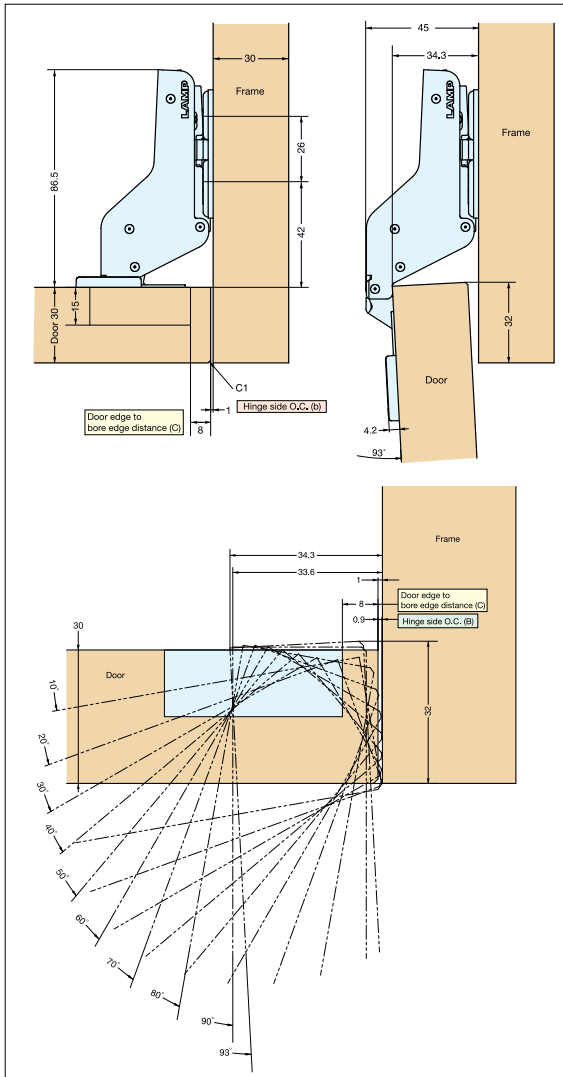 30
Frame
LAMP
86.5
26
42
15
Door 30
C1
1
Hinge side O.C. (b)
Door edge to
bore edge distance (C)
8
45
34.3
LAMP
Frame
32
Door
4.2
93°
34.3
Frame
33.6
1
8
Door edge to
bore edge distance (C)
0.9
Hinge side O.C. (B)
30
Door
32
10°
20°
30°
40°
50°
60°
70°
80°
90°
93°